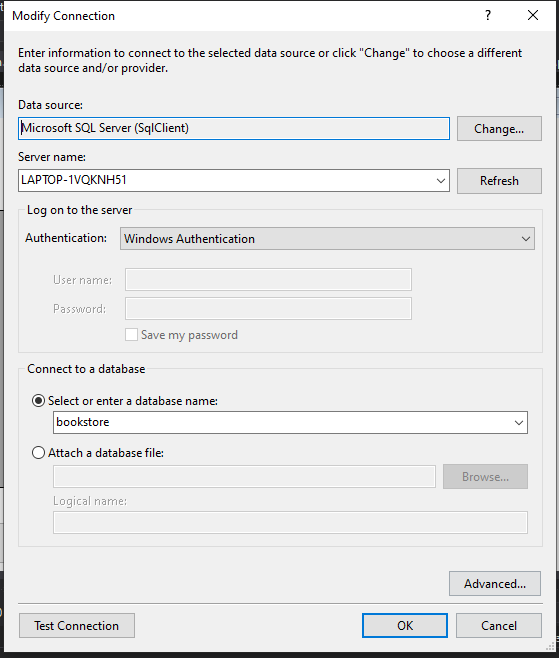 Modify Connection
?
Enter information to connect to the selected data source or click "Change" to choose a different
data source and/or provider.
Data source:
Microsoft SQL Server (SqlClient)
Change...
Server name:
LAPTOP-1VQKNH51
Refresh
Log on to the server
Authentication:
Windows Authentication
User name:
Password:
Save my password
Connect to a database
Select or enter a database name:
bookstore
Attach a database file:
Browse...
Logical name:
Advanced...
Test Connection
OK
Cancel